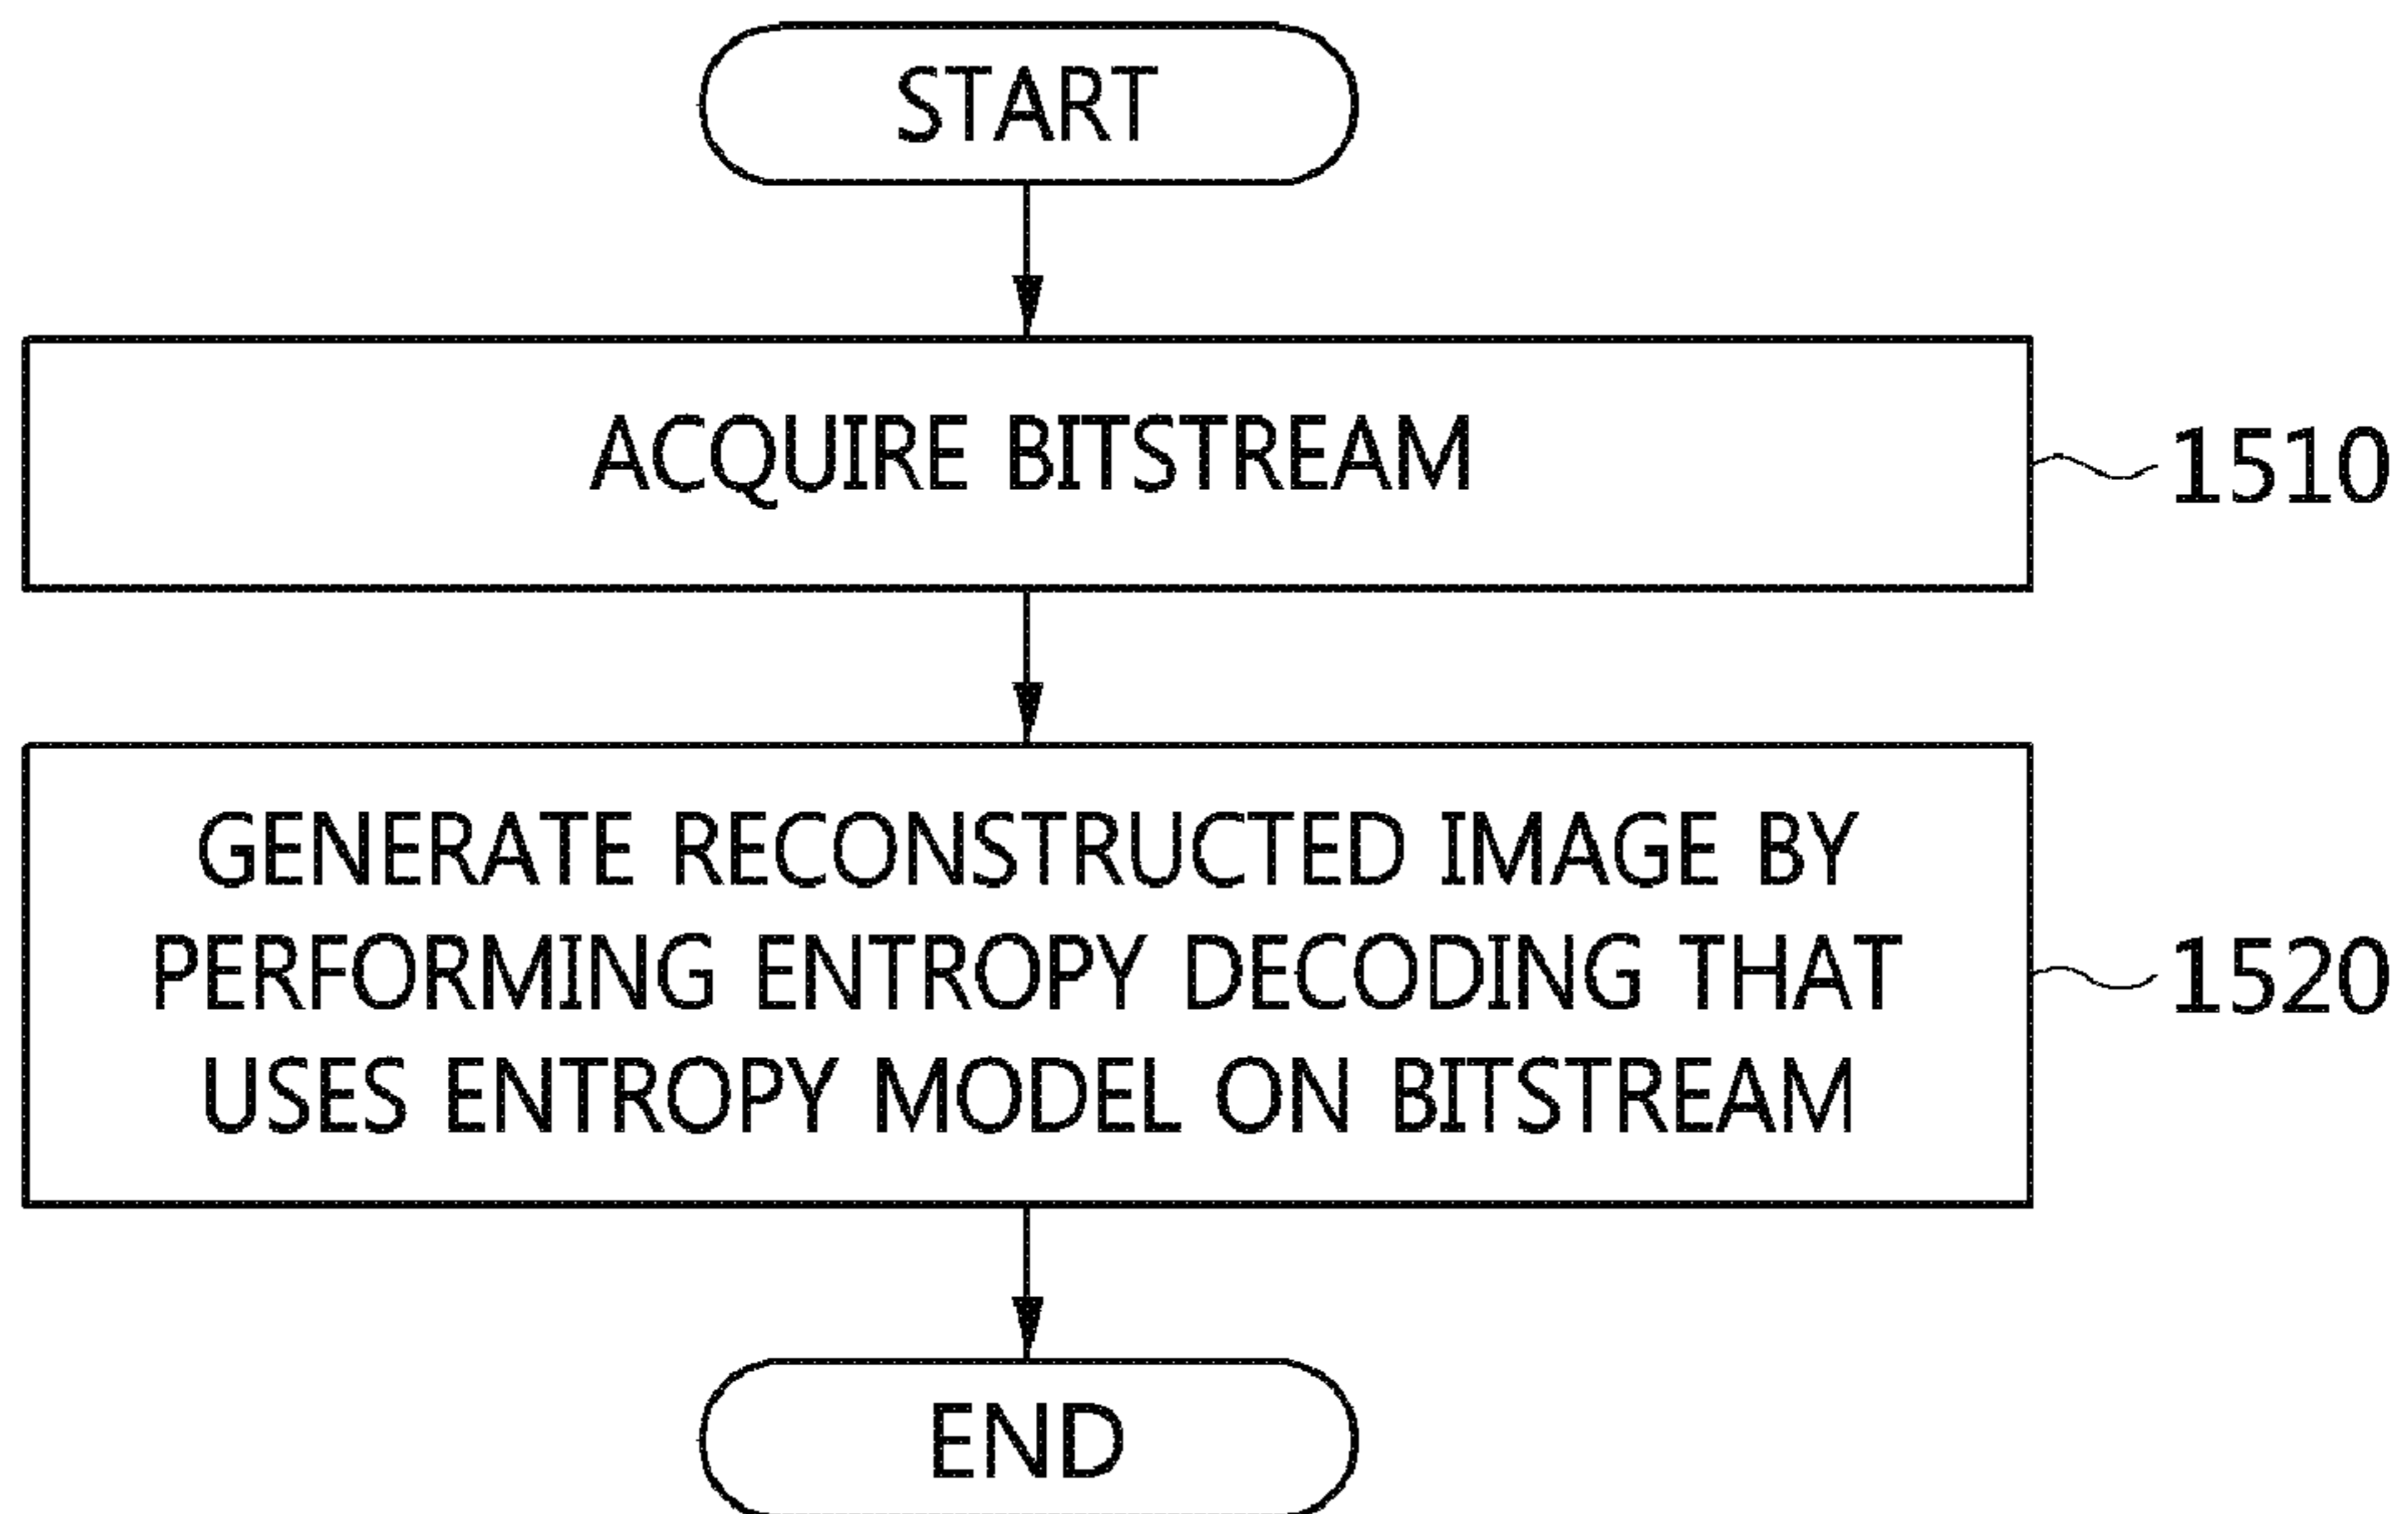 START
ACQUIRE BITSTREAM
1510
GENERATE RECONSTRUCTED IMAGE BY
PERFORMING ENTROPY DECODING THAT
USES ENTROPY MODEL ON BITSTREAM
1520
END